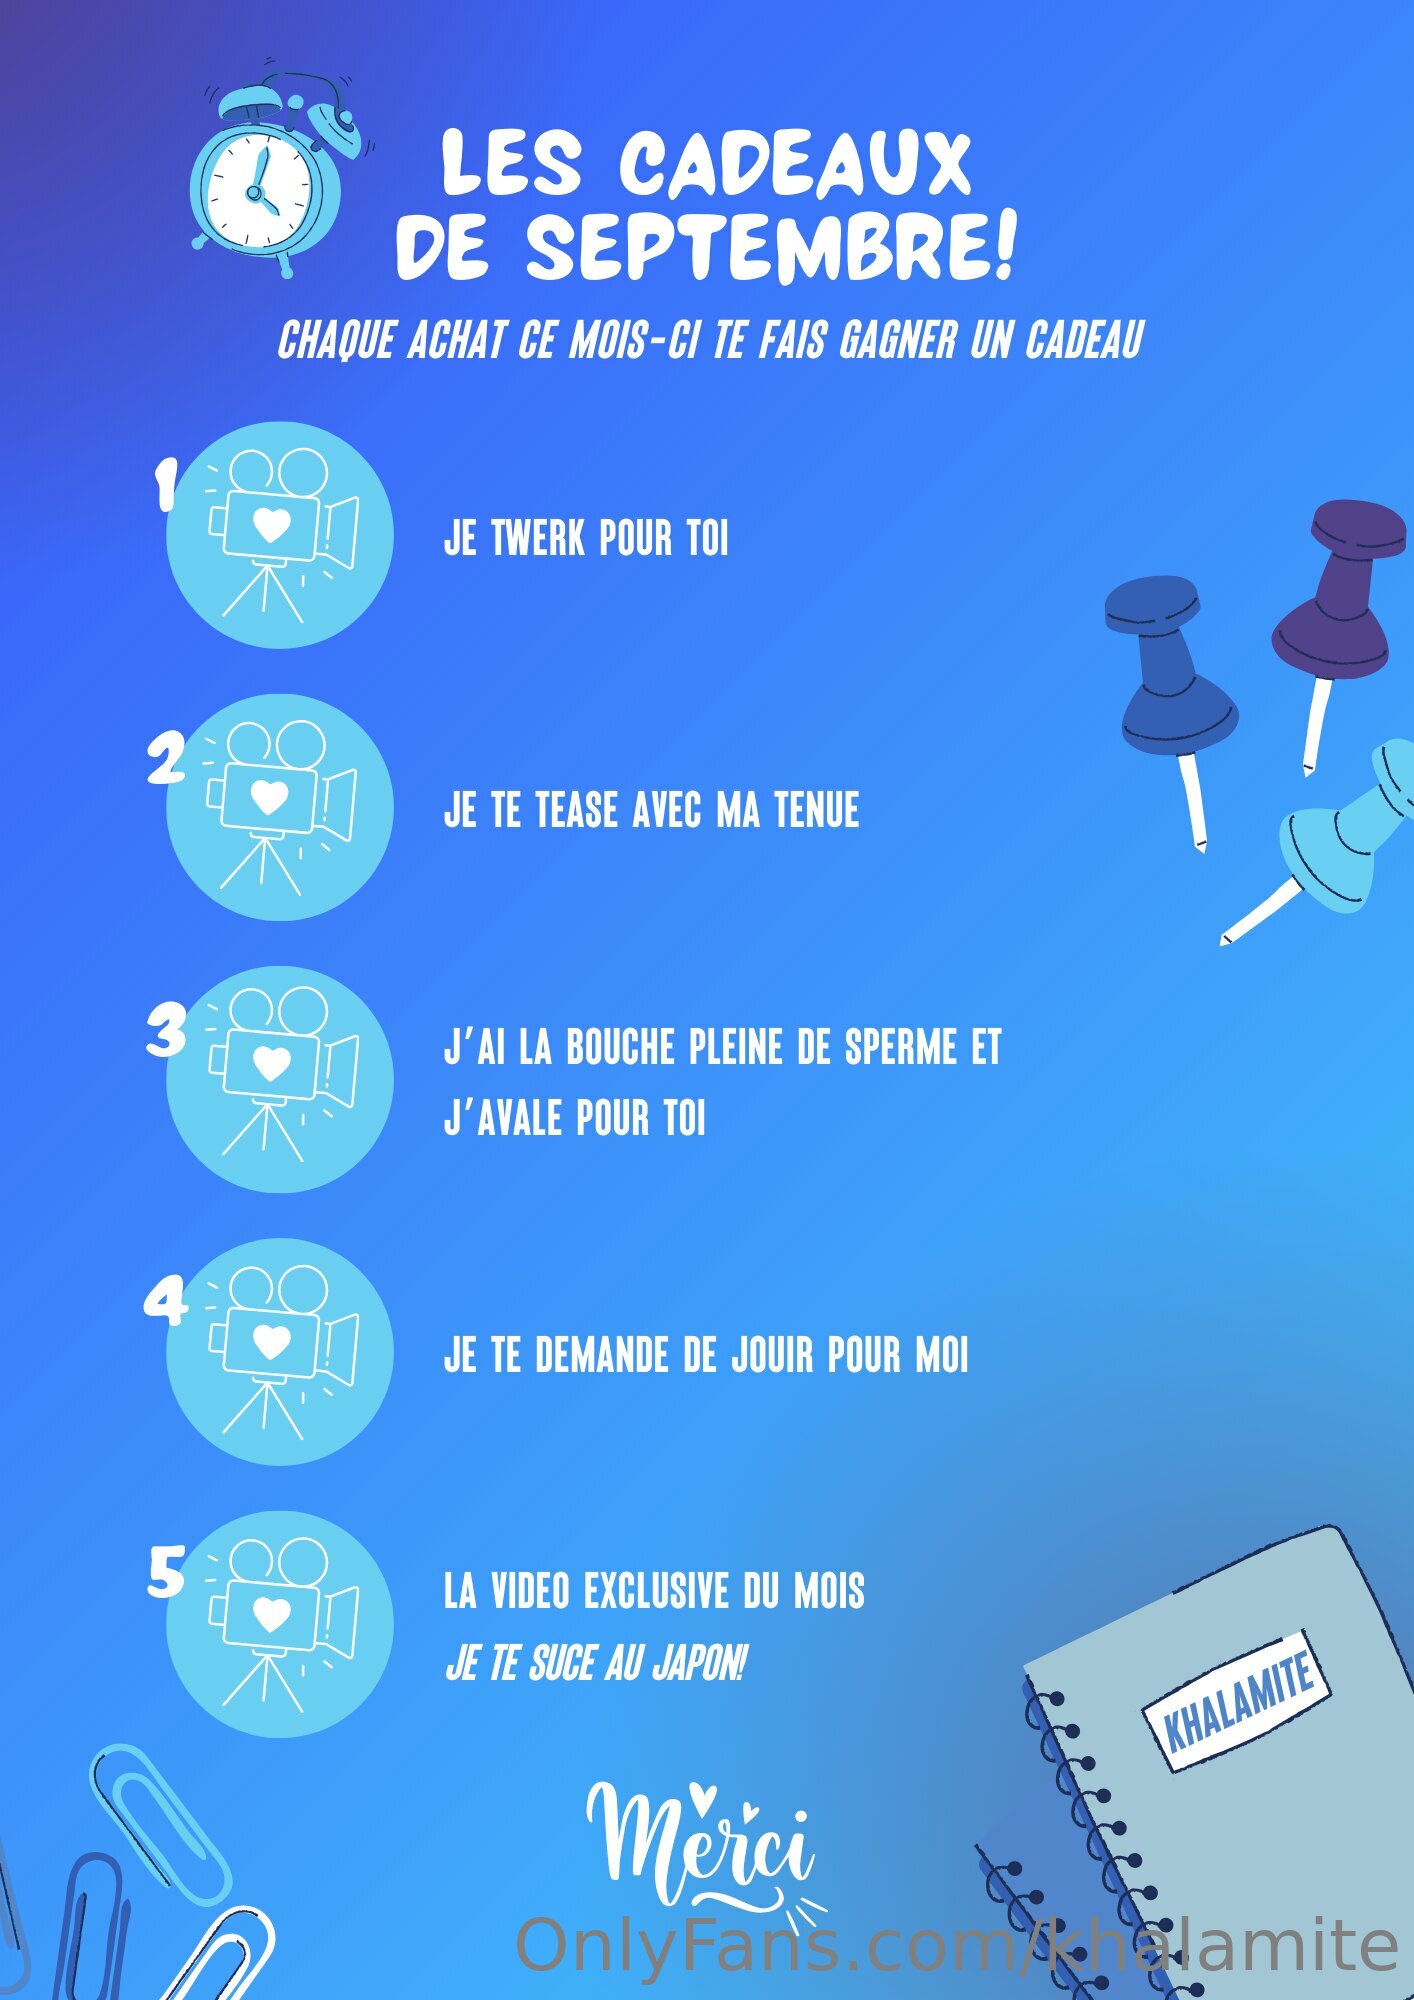 LES CADEAUX
DE SEPTEMBRE!
CHAQUE ACHAT CE MOIS-CI TE FAIS GAGNER UN CADEAU
1
JE TWERK POUR TOI
2
JE TE TEASE AVEC MA TENUE
3
J'AI LA BOUCHE PLEINE DE SPERME ET
J'AVALE POUR TOI
4
JE TE DEMANDE DE JOUIR POUR MOI
5
LA VIDEO EXCLUSIVE DU MOIS
JE TE SUCE AU JAPON!
KHALAMITE
Merci
OnlyFans.com/khalamite